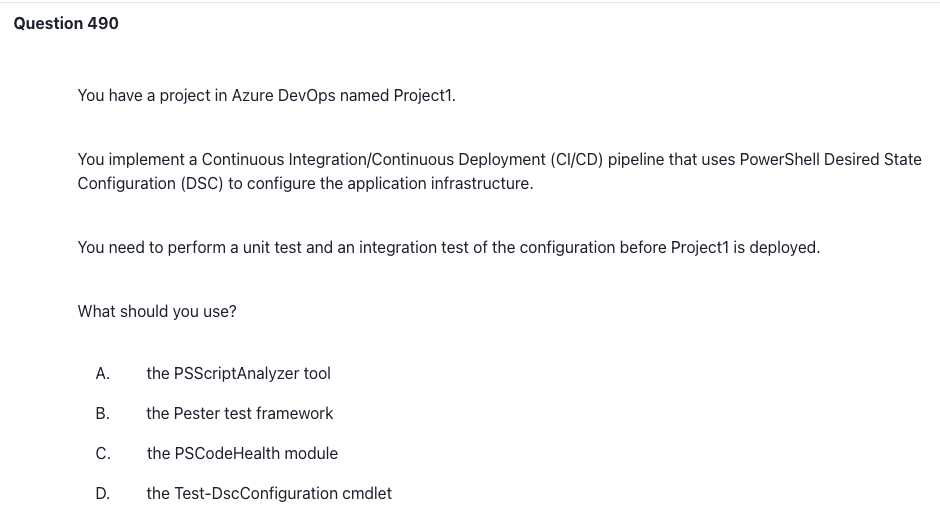 Question 490
You have a project in Azure DevOps named Project1.
You implement a Continuous Integration/Continuous Deployment (CI/CD) pipeline that uses PowerShell Desired State
Configuration (DSC) to configure the application infrastructure.
You need to perform a unit test and an integration test of the configuration before Project1 is deployed.
What should you use?
A. the PSScriptAnalyzer tool
B. the Pester test framework
C. the PSCodeHealth module
D. the Test-DscConfiguration cmdlet